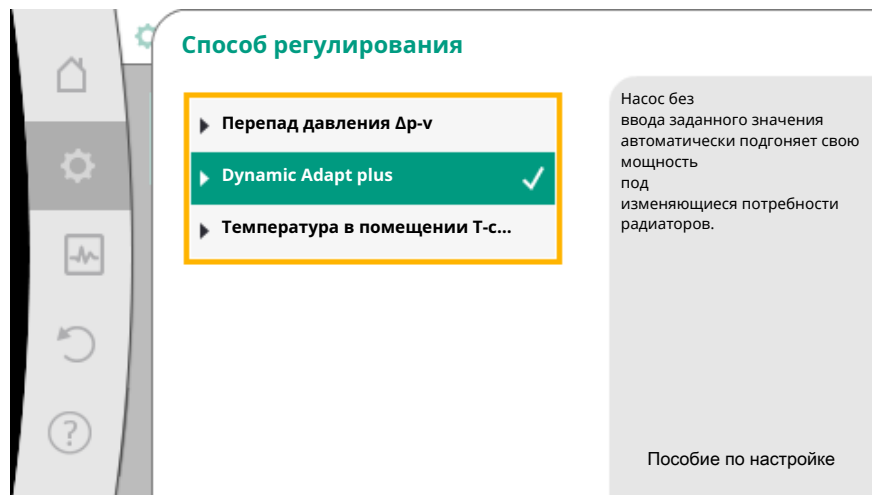 Способ регулирования
Перепад давления Δp-v
Dynamic Adapt plus
Температура в помещении T-c...
Насос без
ввода заданного значения
автоматически подгоняет свою
мощность
под
изменяющиеся потребности
радиаторов.
Пособие по настройке
?